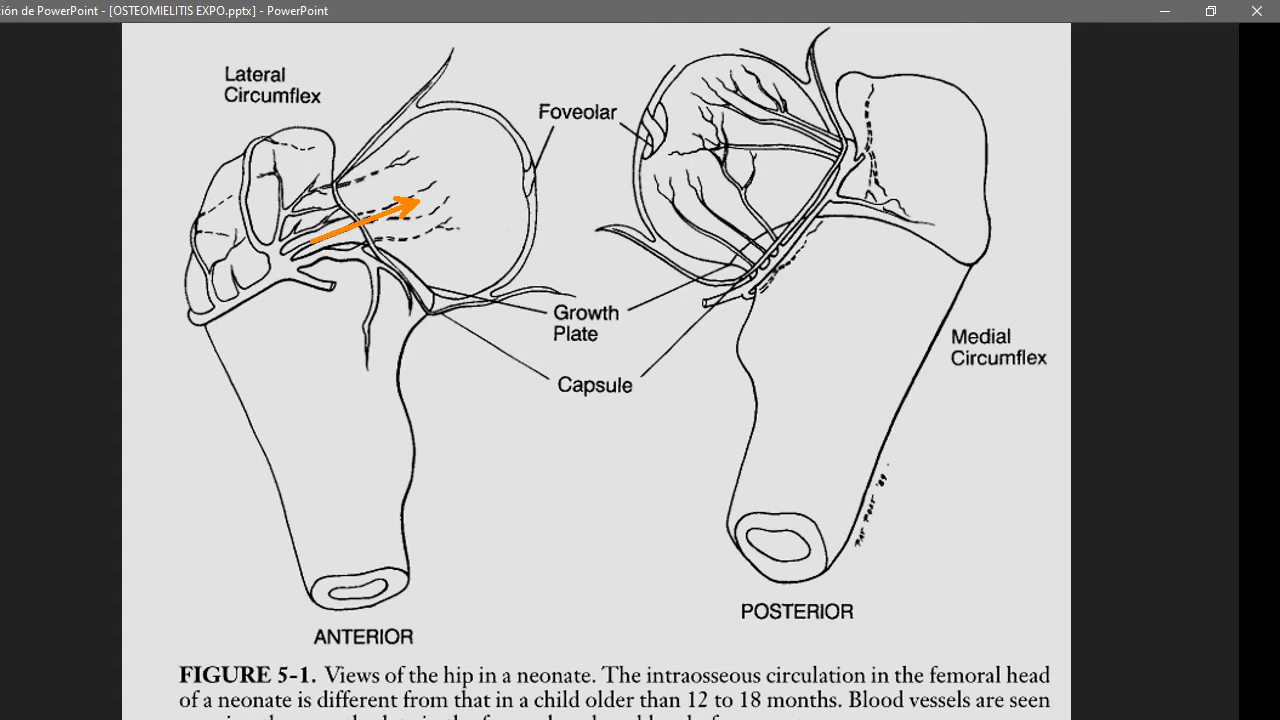 ión de PowerPoint - [OSTEOMIELITIS EXPO.pptx] - PowerPoint
Lateral
Circumflex
Foveolar
Growth
Plate
Capsule
Medial
Circumflex
ANTERIOR
POSTERIOR
FIGURE 5-1. Views of the hip in a neonate. The intraosseous circulation in the femoral head
of a neonate is different from that in a child older than 12 to 18 months. Blood vessels are seen